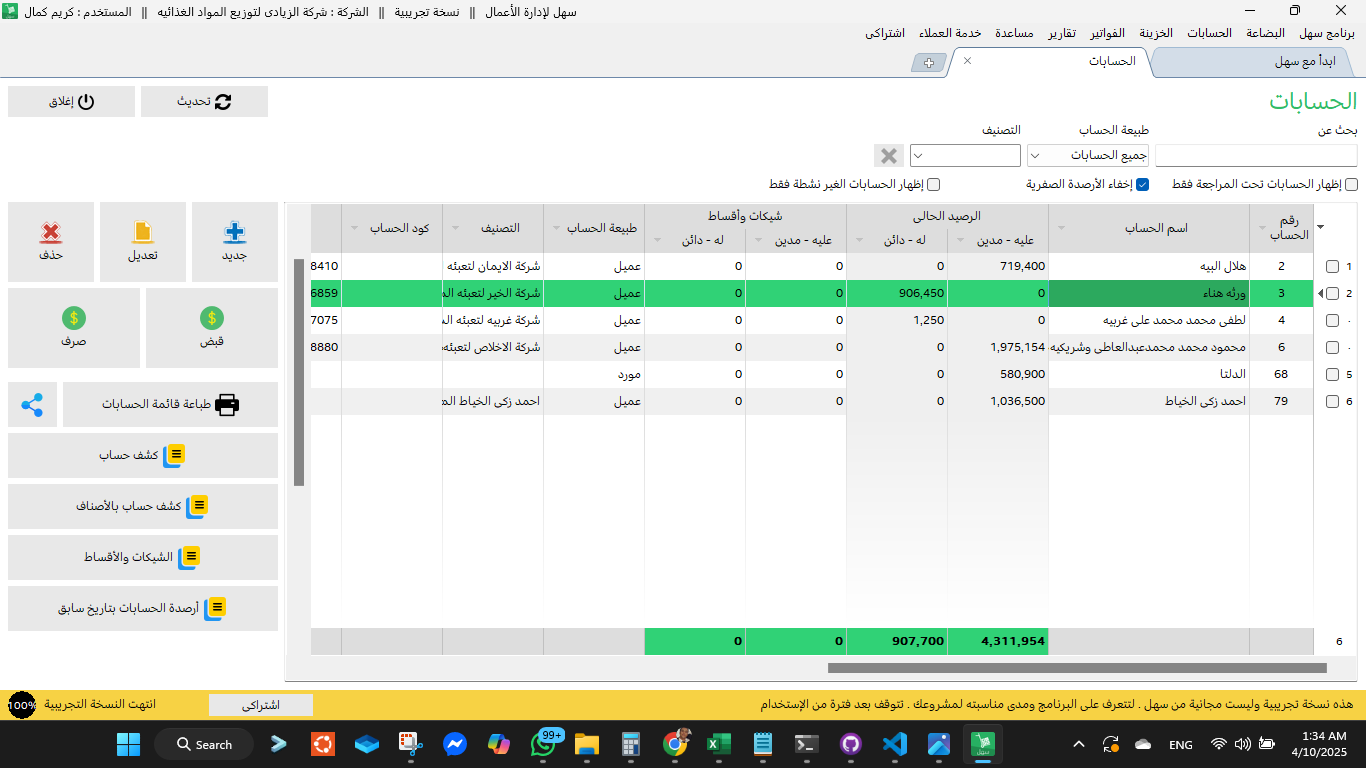 سهل لإدارة الأعمال || نسخة تجريبية || الشركة : شركة الزيادى لتوزيع المواد الغذائيه || المستخدم : كريم كمال
برنامج سهل البضاعة الحسابات الخزينة الفواتير تقارير مساعدة خدمة العملاء اشتراكى
ابدأ مع سهل الحسابات
الحسابات
تحديث إغلاق
بحث عن طبيعة الحساب التصنيف
جميع الحسابات
إظهار الحسابات تحت المراجعة فقط إخفاء الأرصدة الصفرية إظهار الحسابات الغير نشطة فقط
رقم الحساب اسم الحساب الرصيد الحالى شيكات وأقساط طبيعة الحساب التصنيف كود الحساب
عليه - مدين له - دائن عليه - مدين له - دائن
1 2 هلال البيه 719,400 0 0 0 عميل شركة الايمان لتعبئه 8410
2 3 ورثه هناء 0 906,450 0 0 عميل شركة الخير لتعبئه الم 6859
4 لطفى محمد محمد على غربيه 0 1,250 0 0 عميل شركة غربيه لتعبئه الم 7075
6 محمود محمد محمدعبدالعاطى وشريكيه 1,975,154 0 0 0 عميل شركة الاخلاص لتعبئه 8880
5 68 الدلتا 580,900 0 0 0 مورد
6 79 احمد زكى الخياط 1,036,500 0 0 0 عميل احمد زكى الخياط الم
6 4,311,954 907,700 0 0
جديد تعديل حذف
قبض صرف
طباعة قائمة الحسابات
كشف حساب
كشف حساب بالأصناف
الشيكات والأقساط
أرصدة الحسابات بتاريخ سابق
هذه نسخة تجريبية وليست مجانية من سهل . لتتعرف على البرنامج ومدى مناسبته لمشروعك . تتوقف بعد فترة من الإستخدام
اشتراكى
انتهت النسخة التجريبية
100%
Search
99+
سهل
ENG
1:34 AM
4/10/2025